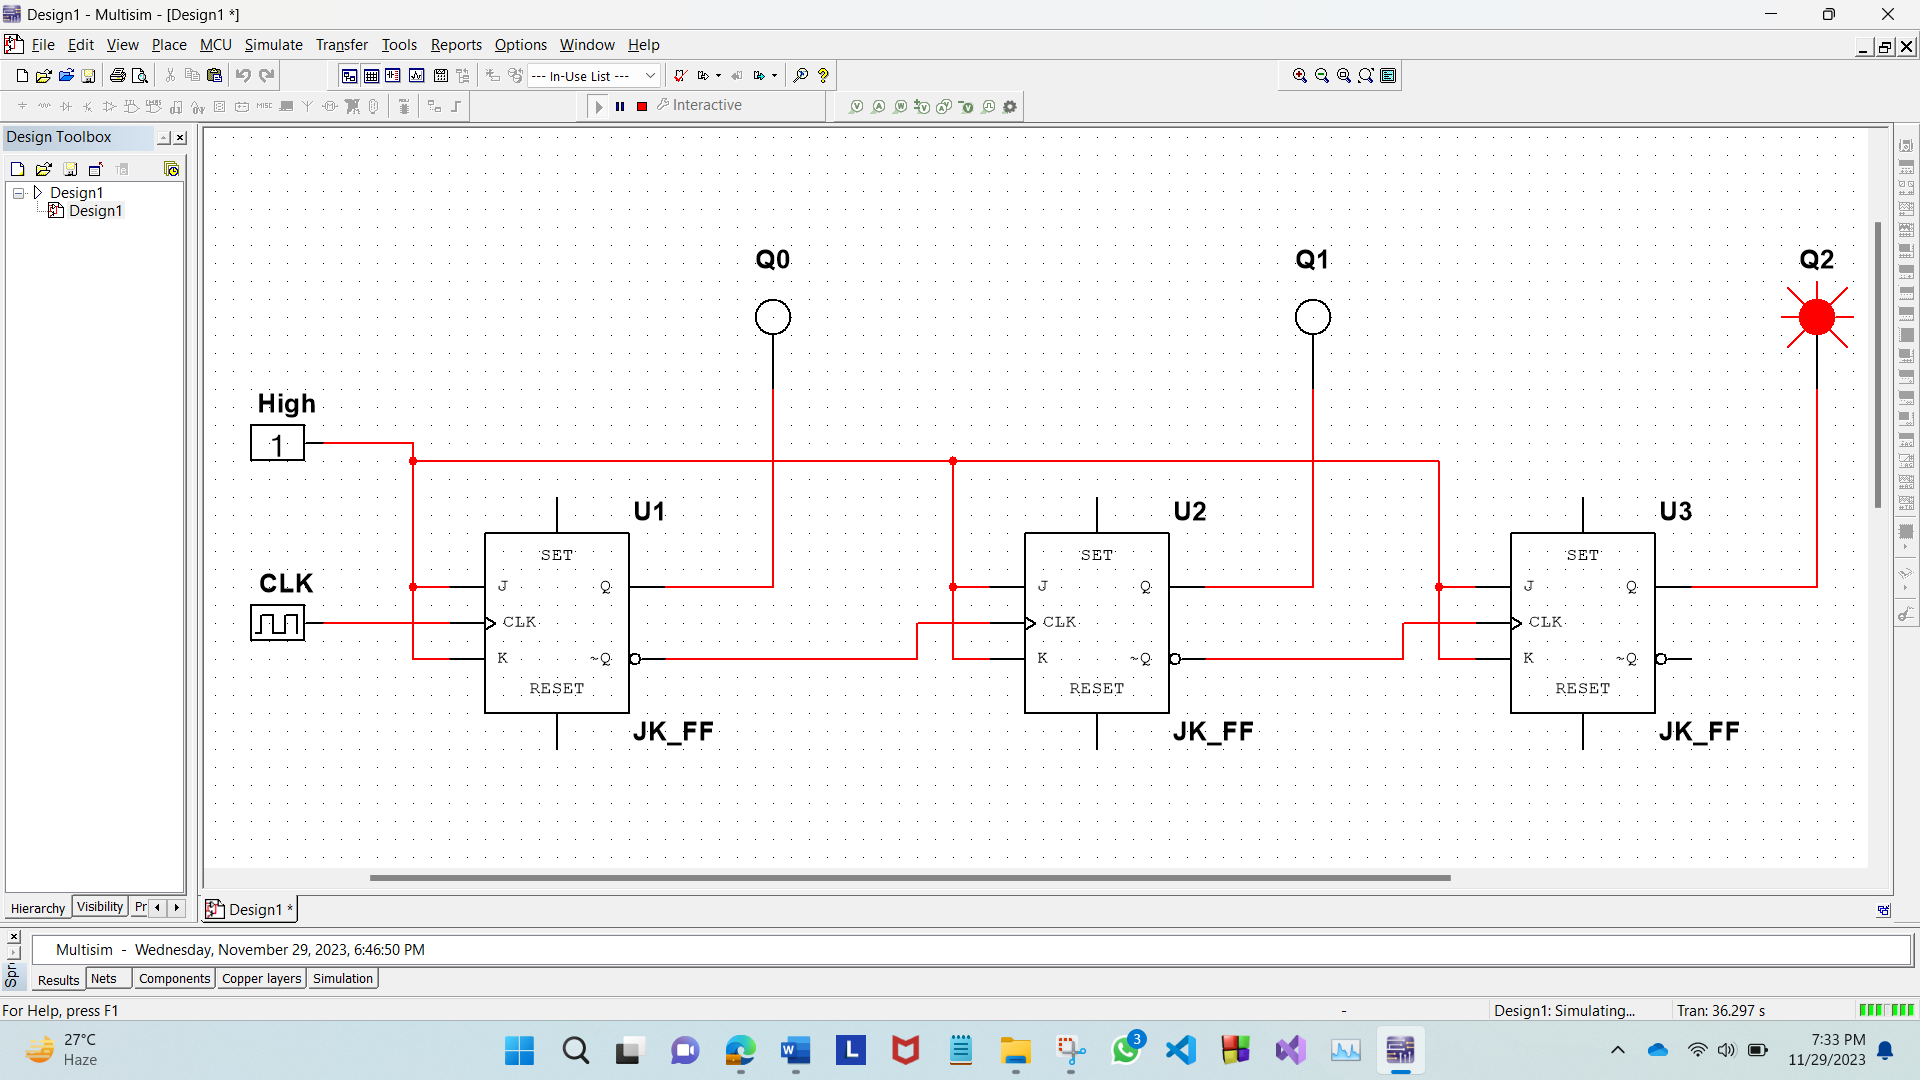 Design1 - Multisim - [Design1 *]
File Edit View Place MCU Simulate Transfer Tools Reports Options Window Help
--- In-Use List ---
Interactive
Design Toolbox
Design1
Design1
Q0
Q1
Q2
High
1
U1
U2
U3
SET
SET
SET
CLK
J Q
J Q
J Q
CLK
CLK
CLK
K ~Q
K ~Q
K ~Q
RESET
RESET
RESET
JK_FF
JK_FF
JK_FF
Hierarchy Visibility Pr
Design1 *
Multisim - Wednesday, November 29, 2023, 6:46:50 PM
Spr
Results Nets Components Copper layers Simulation
For Help, press F1
-
Design1: Simulating...
Tran: 36.297 s
27°C
Haze
L
3
7:33 PM
11/29/2023